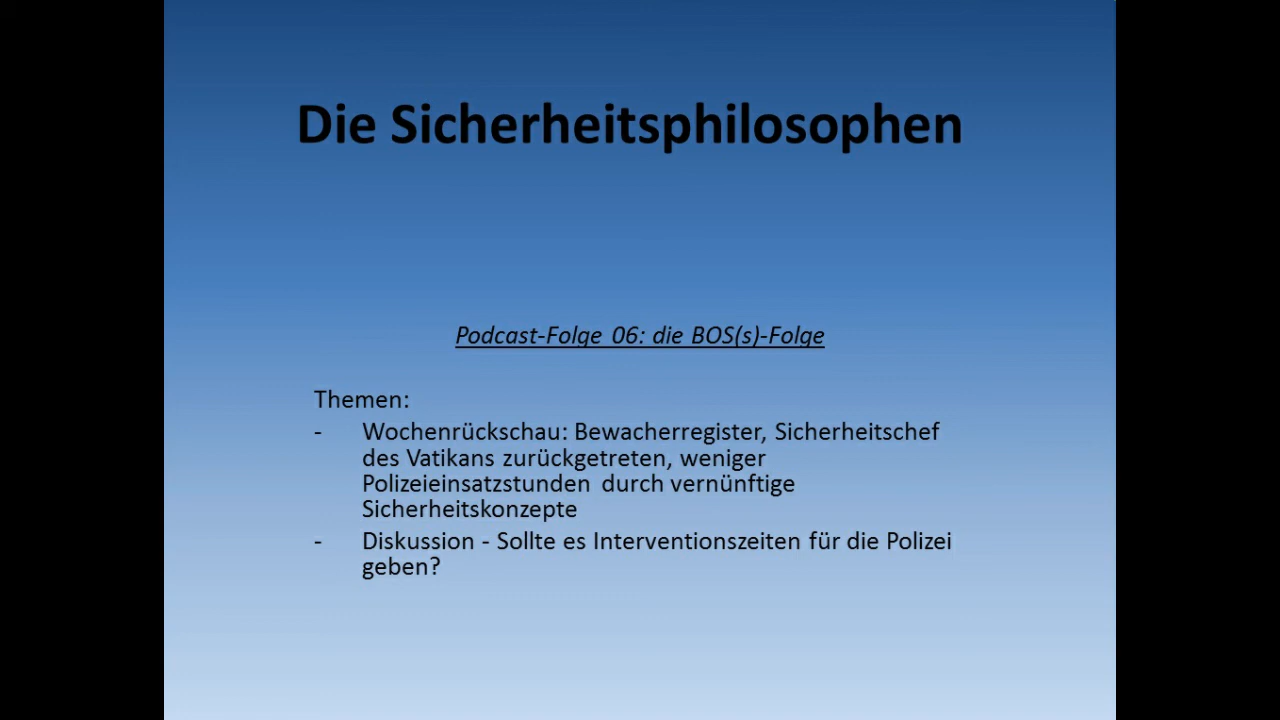 Die Sicherheitsphilosophen
Podcast-Folge 06: die BOS(s)-Folge
Themen:
- Wochenrückschau: Bewacherregister, Sicherheitschef
des Vatikans zurückgetreten, weniger
Polizeieinsatzstunden durch vernünftige
Sicherheitskonzepte
- Diskussion - Sollte es Interventionszeiten für die Polizei
geben?